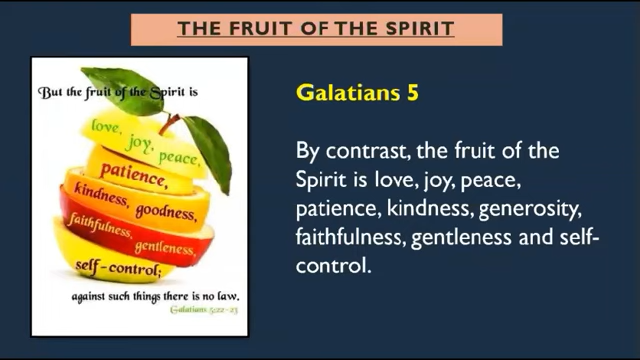 THE FRUIT OF THE SPIRIT
But the fruit of the Spirit is
love,
joy, peace,
patience,
kindness, goodness,
faithfulness,
gentleness,
self-control;
against such things there is no law.
Galatians 5:22-23
Galatians 5
By contrast, the fruit of the
Spirit is love, joy, peace,
patience, kindness, generosity,
faithfulness, gentleness and self-
control.